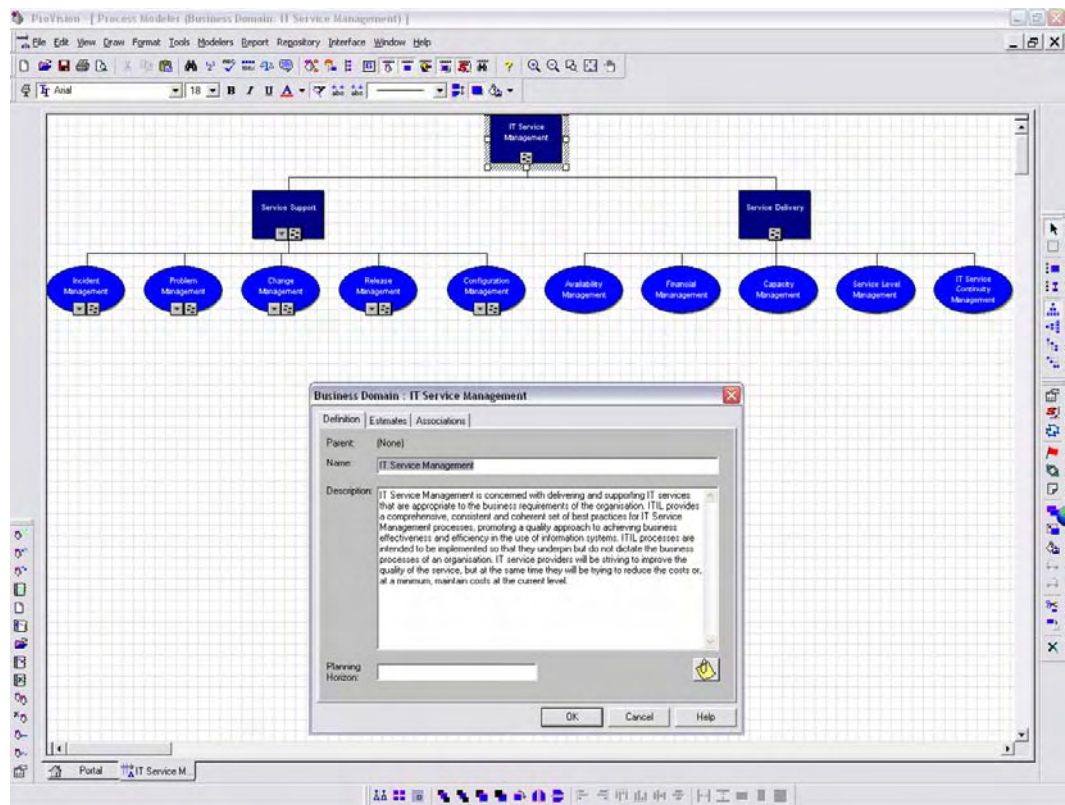 ProVision - [ Process Modeler (Business Domain: IT Service Management) ]
File Edit View Draw Format Tools Modelers Report Repository Interface Window Help
Arial 18 B I U A
IT Service
Management
Service Support
Service Delivery
Incident
Management
Problem
Management
Change
Management
Release
Management
Configuration
Management
Availability
Management
Financial
Mananagement
Capacity
Management
Service Level
Management
IT Service
Continuity
Management
Business Domain : IT Service Management
Definition Estimates Associations
Parent: (None)
Name: IT Service Management
Description: IT Service Management is concerned with delivering and supporting IT services
that are appropriate to the business requirements of the organisation. ITIL provides
a comprehensive, consistent and coherent set of best practices for IT Service
Management processes, promoting a quality approach to achieving business
effectiveness and efficiency in the use of information systems. ITIL processes are
intended to be implemented so that they underpin but do not dictate the business
processes of an organisation. IT service providers will be striving to improve the
quality of the service, but at the same time they will be trying to reduce the costs or,
at a minimum, maintain costs at the current level.
Planning
Horizon:
OK Cancel Help
Portal IT Service M...